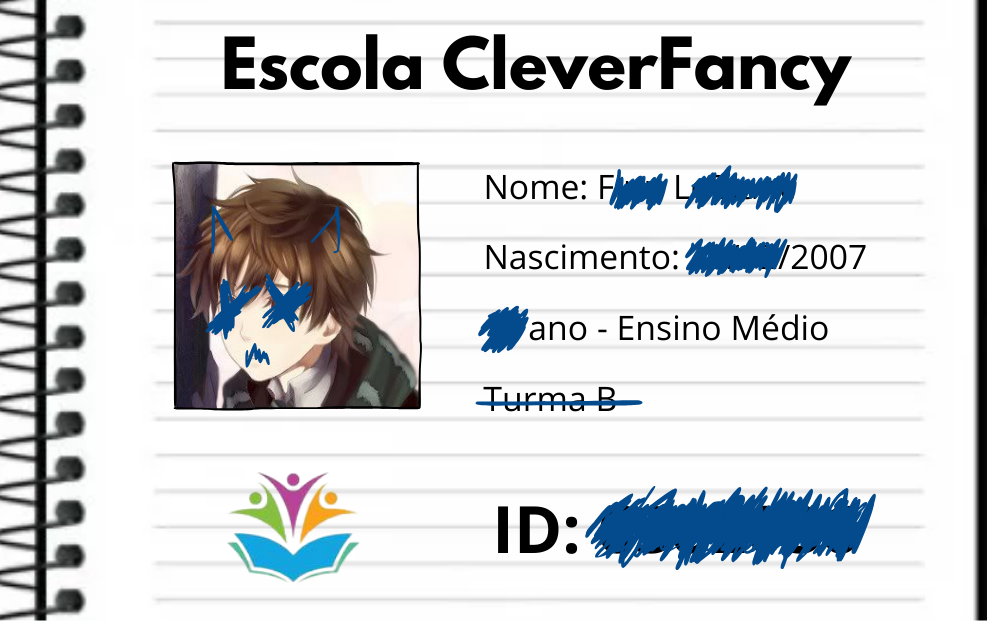 Escola CleverFancy
Nome: F L
Nascimento: /2007
ano - Ensino Médio
Turma B
ID: